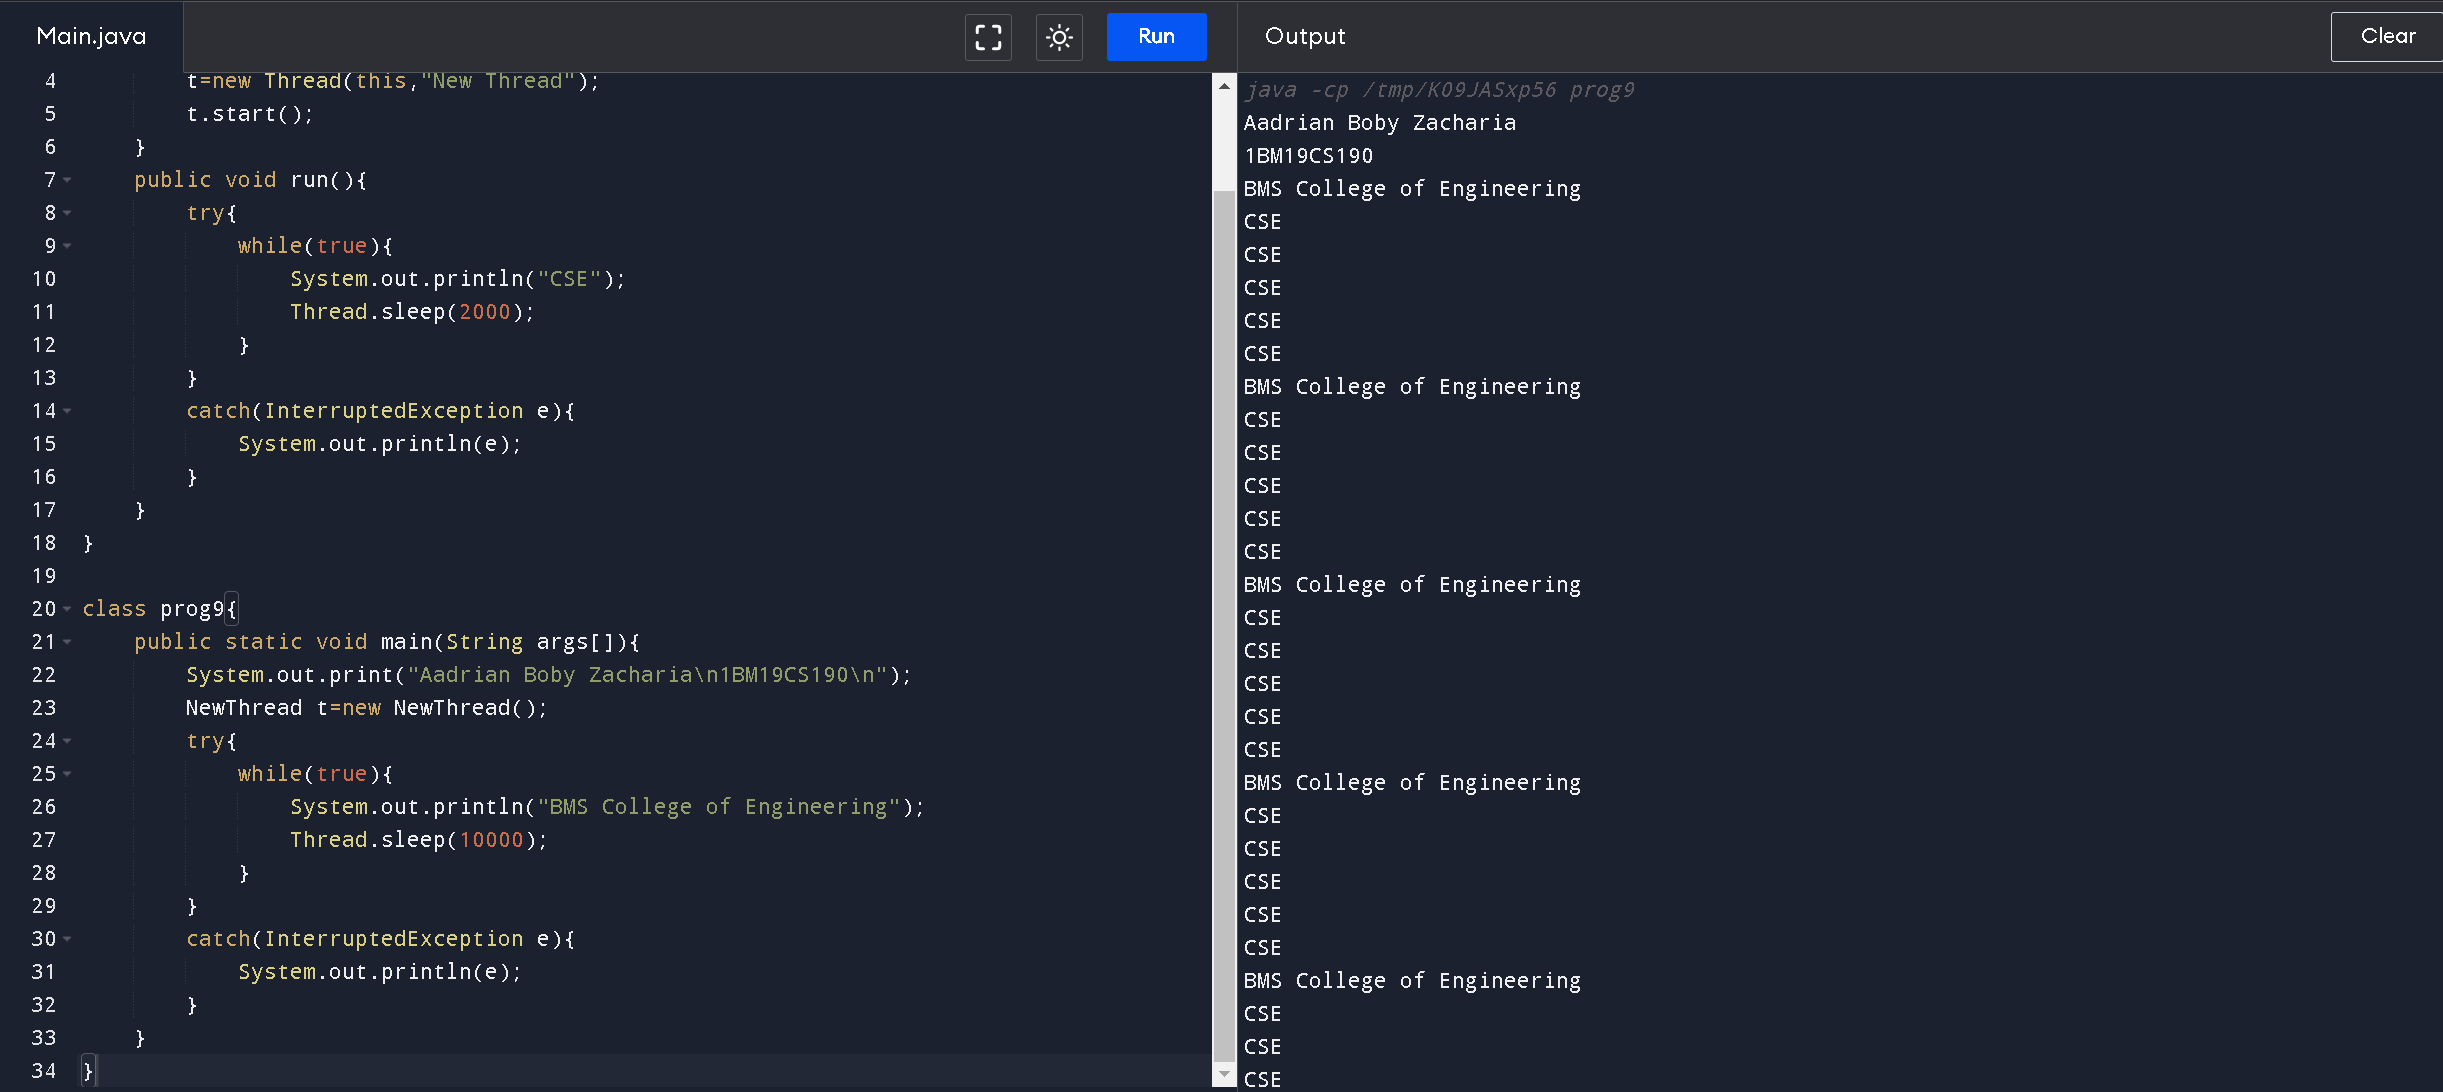 Main.java
Run
4 t=new Thread(this,"New Thread");
5 t.start();
6 }
7 public void run(){
8 try{
9 while(true){
10 System.out.println("CSE");
11 Thread.sleep(2000);
12 }
13 }
14 catch(InterruptedException e){
15 System.out.println(e);
16 }
17 }
18 }
19
20 class prog9{
21 public static void main(String args[]){
22 System.out.print("Aadrian Boby Zacharia\n1BM19CS190\n");
23 NewThread t=new NewThread();
24 try{
25 while(true){
26 System.out.println("BMS College of Engineering");
27 Thread.sleep(10000);
28 }
29 }
30 catch(InterruptedException e){
31 System.out.println(e);
32 }
33 }
34 }
Output
Clear
java -cp /tmp/K09JASxp56 prog9
Aadrian Boby Zacharia
1BM19CS190
BMS College of Engineering
CSE
CSE
CSE
CSE
CSE
BMS College of Engineering
CSE
CSE
CSE
CSE
CSE
BMS College of Engineering
CSE
CSE
CSE
CSE
CSE
BMS College of Engineering
CSE
CSE
CSE
CSE
CSE
BMS College of Engineering
CSE
CSE
CSE